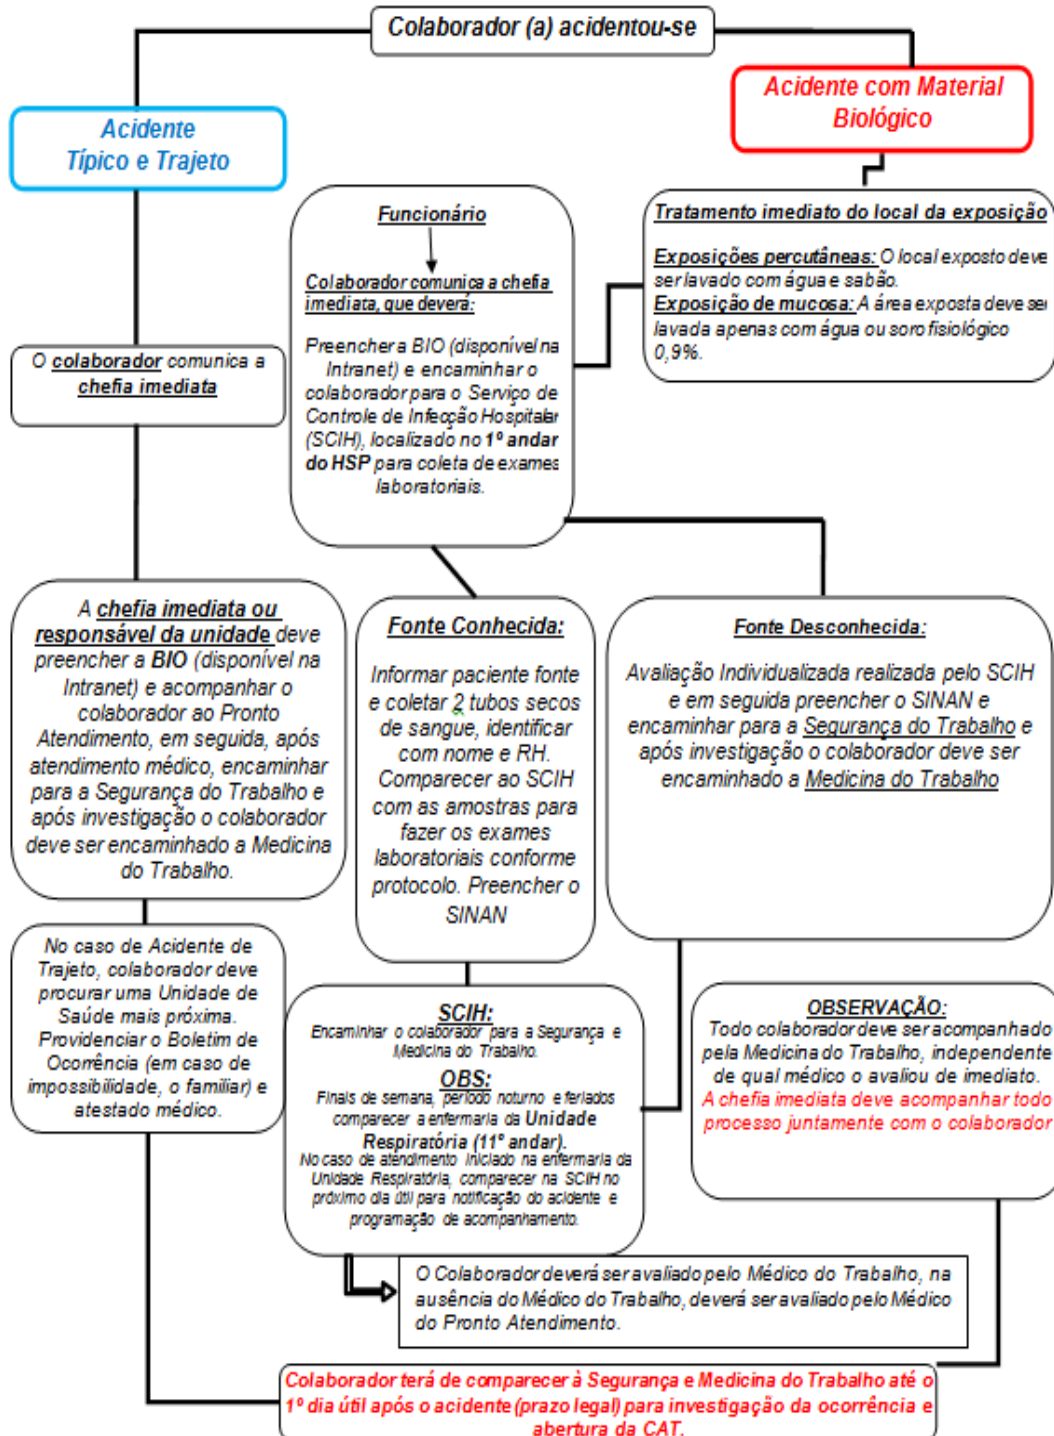 Colaborador (a) acidentou-se
Acidente
Típico e Trajeto
Acidente com Material
Biológico
O colaborador comunica a
chefia imediata
Funcionário
Colaborador comunica a chefia
imediata, que deverá:
Preencher a BIO (disponível na
Intranet) e encaminhar o
colaborador para o Serviço de
Controle de Infecção Hospitalar
(SCIH), localizado no 1º andar
do HSP para coleta de exames
laboratoriais.
Tratamento imediato do local da exposição
Exposições percutâneas: O local exposto deve
ser lavado com água e sabão.
Exposição de mucosa: A área exposta deve ser
lavada apenas com água ou soro fisiológico
0,9%.
A chefia imediata ou
responsável da unidade deve
preencher a BIO (disponível na
Intranet) e acompanhar o
colaborador ao Pronto
Atendimento, em seguida, após
atendimento médico, encaminhar
para a Segurança do Trabalho e
após investigação o colaborador
deve ser encaminhado a Medicina
do Trabalho.
Fonte Conhecida:
Informar paciente fonte
e coletar 2 tubos secos
de sangue, identificar
com nome e RH.
Comparecer ao SCIH
com as amostras para
fazer os exames
laboratoriais conforme
protocolo. Preencher o
SINAN
Fonte Desconhecida:
Avaliação Individualizada realizada pelo SCIH
e em seguida preencher o SINAN e
encaminhar para a Segurança do Trabalho e
após investigação o colaborador deve ser
encaminhado a Medicina do Trabalho
No caso de Acidente de
Trajeto, colaborador deve
procurar uma Unidade de
Saúde mais próxima.
Providenciar o Boletim de
Ocorrência (em caso de
impossibilidade, o familiar) e
atestado médico.
SCIH:
Encaminhar o colaborador para a Segurança e
Medicina do Trabalho.
OBS:
Finais de semana, período noturno e feriados
comparecer a enfermaria da Unidade
Respiratória (11º andar).
No caso de atendimento iniciado na enfermaria da
Unidade Respiratória, comparecer na SCIH no
próximo dia útil para notificação do acidente e
programação de acompanhamento.
OBSERVAÇÃO:
Todo colaborador deve ser acompanhado
pela Medicina do Trabalho, independente
de qual médico o avaliou de imediato.
A chefia imediata deve acompanhar todo
processo juntamente com o colaborador
O Colaborador deverá ser avaliado pelo Médico do Trabalho, na
ausência do Médico do Trabalho, deverá ser avaliado pelo Médico
do Pronto Atendimento.
Colaborador terá de comparecer à Segurança e Medicina do Trabalho até o
1º dia útil após o acidente (prazo legal) para investigação da ocorrência e
abertura da CAT.